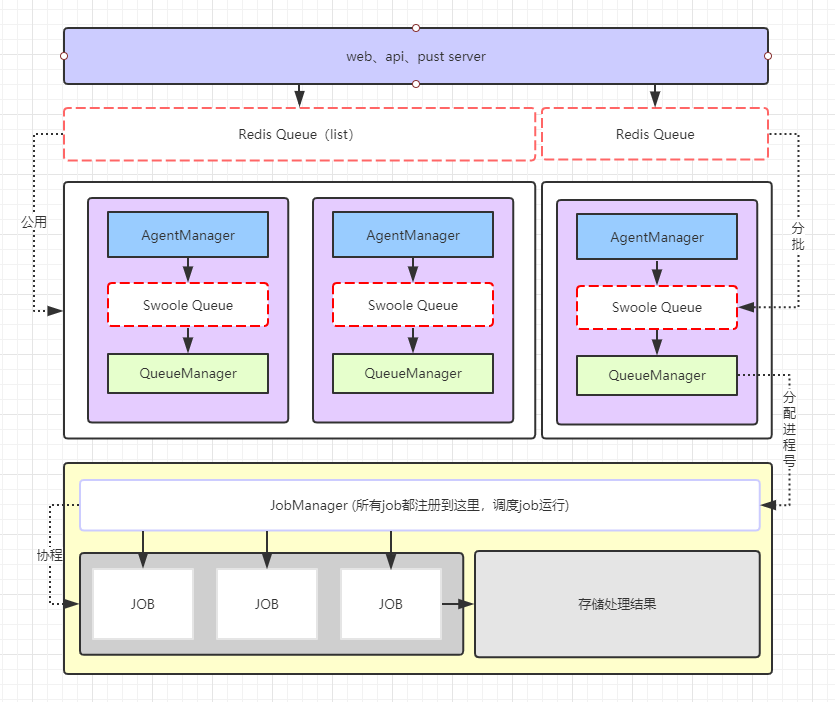 web、api、pust server
Redis Queue（list）
Redis Queue
公用
分批
AgentManager
AgentManager
AgentManager
Swoole Queue
Swoole Queue
Swoole Queue
QueueManager
QueueManager
QueueManager
分配进程号
JobManager (所有job都注册到这里，调度job运行)
协程
JOB
JOB
JOB
存储处理结果